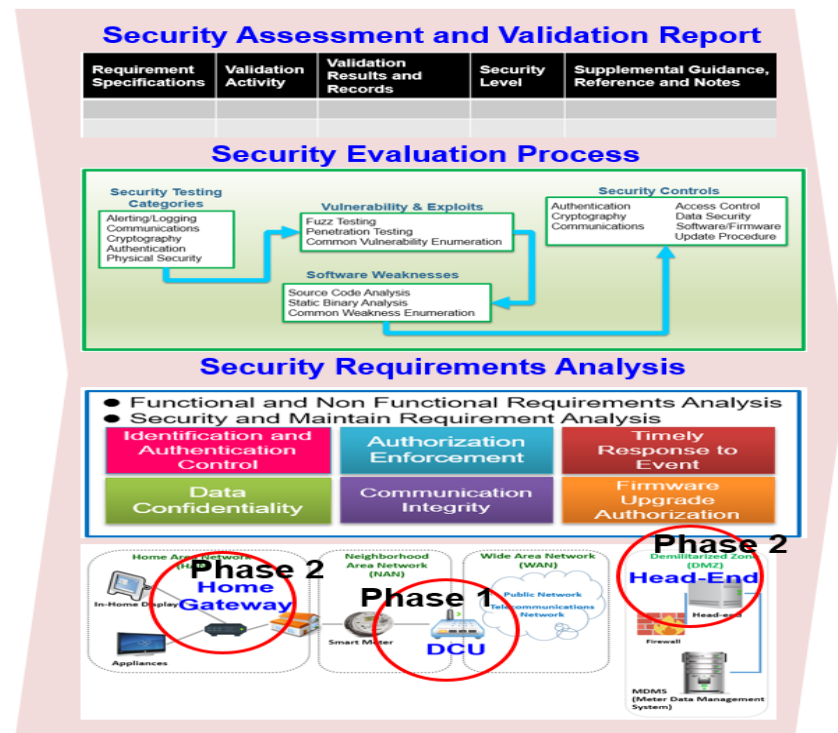 Security Assessment and Validation Report
Requirement
Specifications
Validation
Activity
Validation
Results and
Records
Security
Level
Supplemental Guidance,
Reference and Notes
Security Evaluation Process
Security Testing
Categories
Alerting/Logging
Communications
Cryptography
Authentication
Physical Security
Vulnerability & Exploits
Fuzz Testing
Penetration Testing
Common Vulnerability Enumeration
Software Weaknesses
Source Code Analysis
Static Binary Analysis
Common Weakness Enumeration
Security Controls
Authentication
Cryptography
Communications
Access Control
Data Security
Software/Firmware
Update Procedure
Security Requirements Analysis
● Functional and Non Functional Requirements Analysis
● Security and Maintain Requirement Analysis
Identification and
Authentication
Control
Authorization
Enforcement
Timely
Response to
Event
Data
Confidentiality
Communication
Integrity
Firmware
Upgrade
Authorization
Home Area Network
(HAN)
Phase 2
Home
Gateway
In-Home Display
Appliances
Neighborhood
Area Network
(NAN)
Phase 1
Smart Meter
DCU
Wide Area Network
(WAN)
Public Network
Telecommunications
Network
Phase 2
Demilitarized Zone
(DMZ)
Head-End
Head-end
Firewall
MDMS
(Meter Data Management
System)